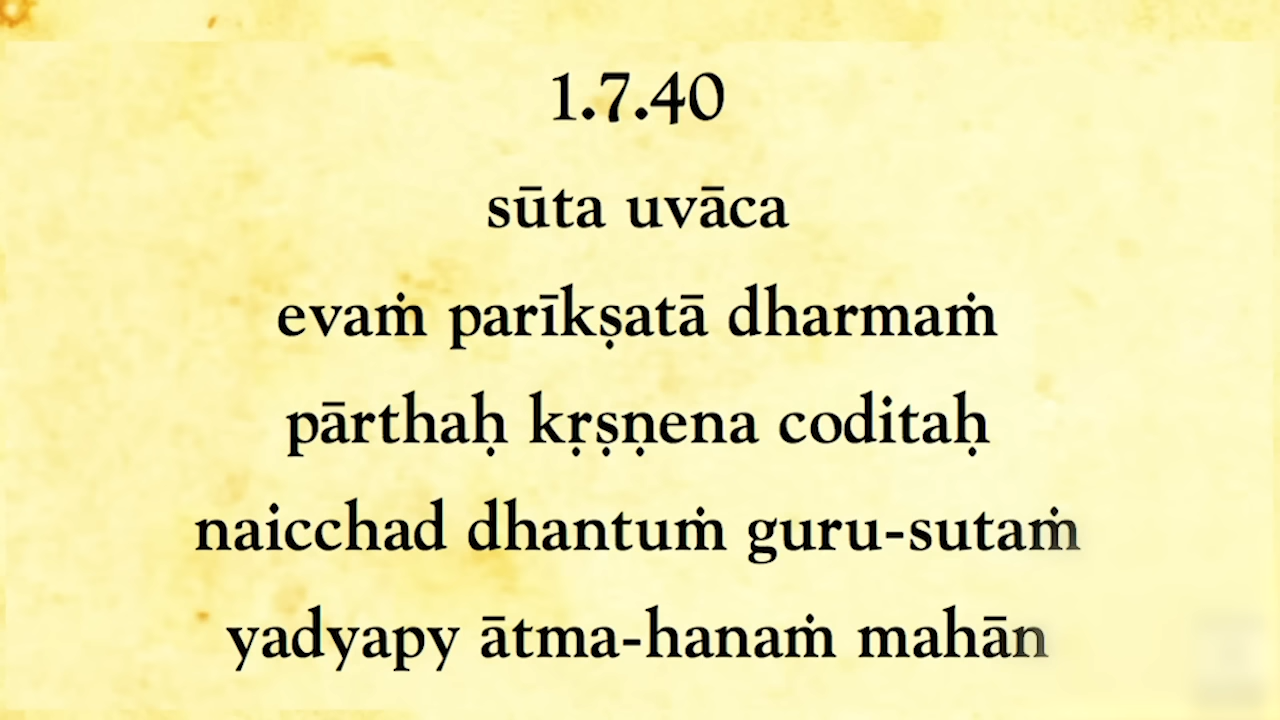 1.7.40
sūta uvāca
evaṁ parīkṣatā dharmaṁ
pārthaḥ kṛṣṇena coditaḥ
naicchad dhantuṁ guru-sutaṁ
yadyapy ātma-hanaṁ mahān